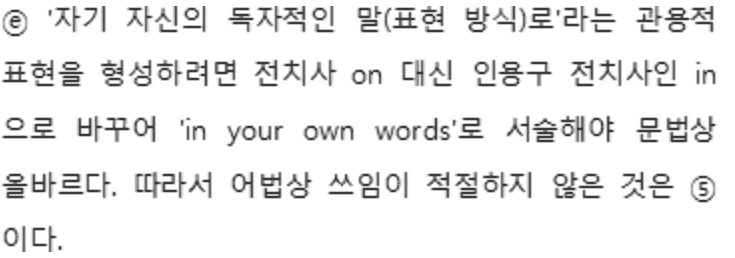 ⓔ '자기 자신의 독자적인 말(표현 방식)로'라는 관용적
표현을 형성하려면 전치사 on 대신 인용구 전치사인 in
으로 바꾸어 'in your own words'로 서술해야 문법상
올바르다. 따라서 어법상 쓰임이 적절하지 않은 것은 ⑤
이다.